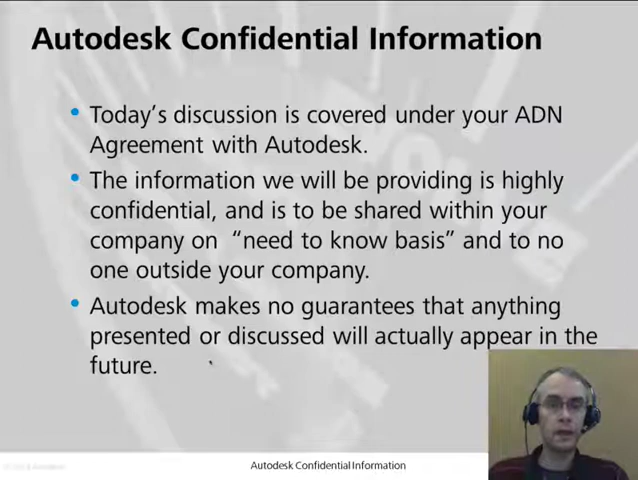 Autodesk Confidential Information
• Today's discussion is covered under your ADN
Agreement with Autodesk.
• The information we will be providing is highly
confidential, and is to be shared within your
company on “need to know basis” and to no
one outside your company.
• Autodesk makes no guarantees that anything
presented or discussed will actually appear in the
future.
Autodesk Confidential Information